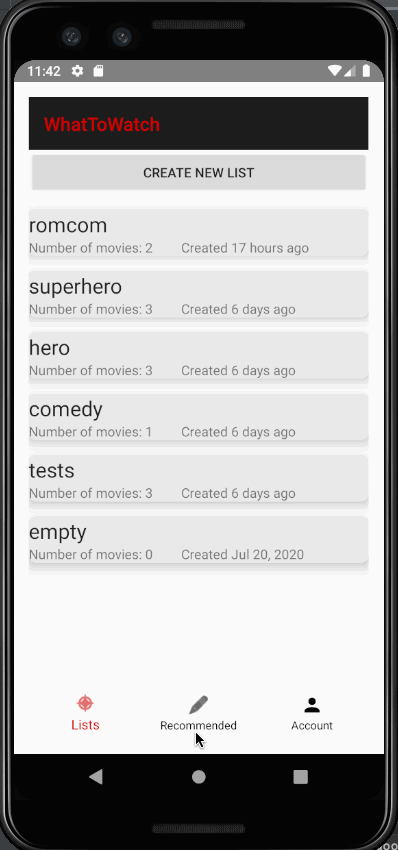 11:42
WhatToWatch
CREATE NEW LIST
romcom
Number of movies: 2 Created 17 hours ago
superhero
Number of movies: 3 Created 6 days ago
hero
Number of movies: 3 Created 6 days ago
comedy
Number of movies: 1 Created 6 days ago
tests
Number of movies: 3 Created 6 days ago
empty
Number of movies: 0 Created Jul 20, 2020
Lists Recommended Account